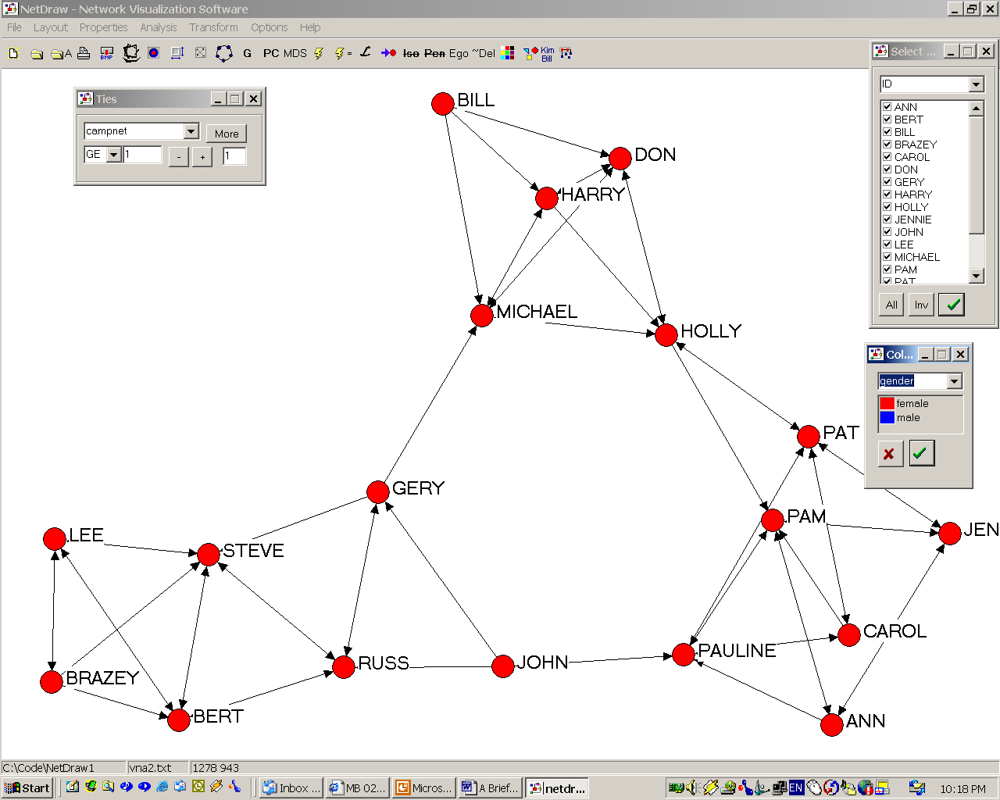 NetDraw - Network Visualization Software
File Layout Properties Analysis Transform Options Help
A BMP G PC MDS = Iso Pen Ego ~Del Kim Bill
Ties
campnet More
GE 1 - + 1
Select ...
ID
ANN
BERT
BILL
BRAZEY
CAROL
DON
GERY
HARRY
HOLLY
JENNIE
JOHN
LEE
MICHAEL
PAM
PAT
All Inv
Col...
gender
female
male
BILL
DON
HARRY
MICHAEL
HOLLY
PAT
GERY
PAM
LEE
STEVE
JEN
CAROL
PAULINE
RUSS
JOHN
BRAZEY
BERT
ANN
C:\Code\NetDraw1 vna2.txt 1278 943
Start Inbox ... MB 02... Micros... A Brief... netdr... EN 10:18 PM